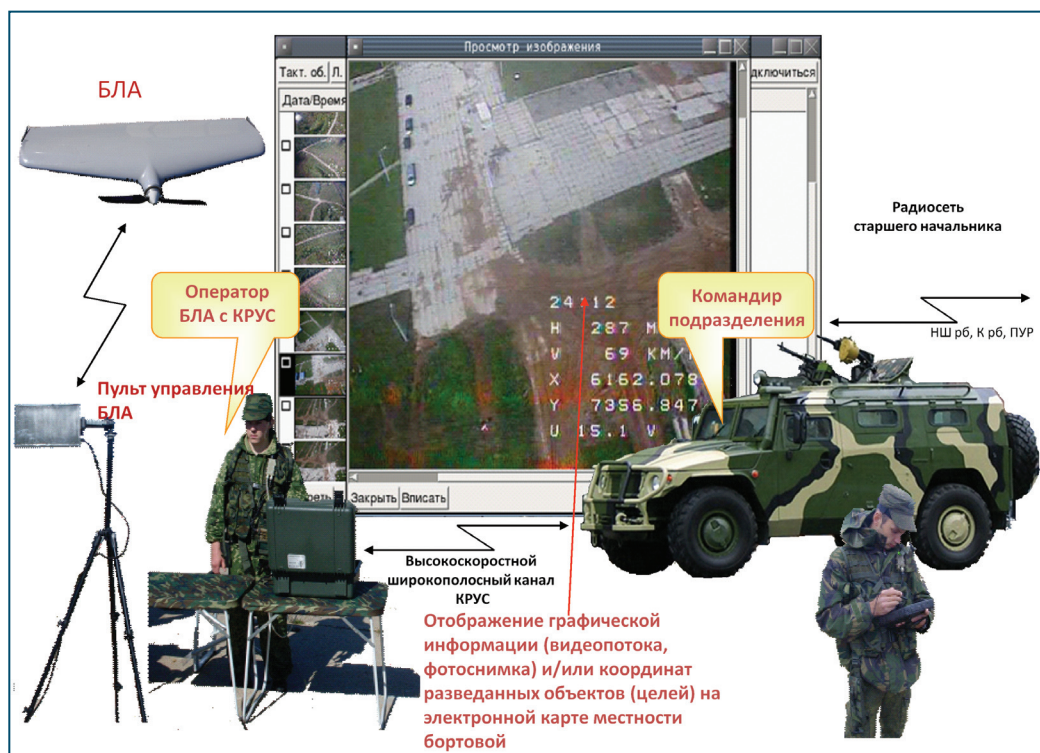 Просмотр изображения
Такт. об. Л.
дключиться
Дата/Время
БЛА
Радиосеть
старшего начальника
НШ рб, К рб, ПУР
Оператор
БЛА с КРУС
Командир
подразделения
24 12
H 287 M
V 69 KM/
X 6162.078
Y 7356.847
U 15.1 V
Пульт управления
БЛА
Закрыть Вписать
Высокоскоростной
широкополосный канал
КРУС
Отображение графической
информации (видеопотока,
фотоснимка) и/или координат
разведанных объектов (целей) на
электронной карте местности
бортовой